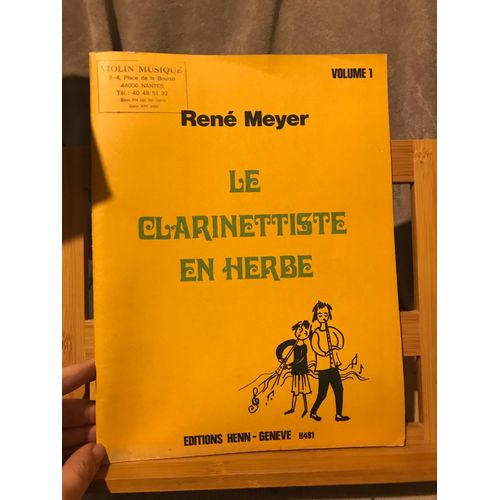 VIOLIN MUSIQUE
2-4, Place de la Bourse
44000 NANTES
Tél. : 40 48 51 92
VOLUME 1
René Meyer
LE
CLARINETTISTE
EN HERBE
EDITIONS HENN - GENEVE H481